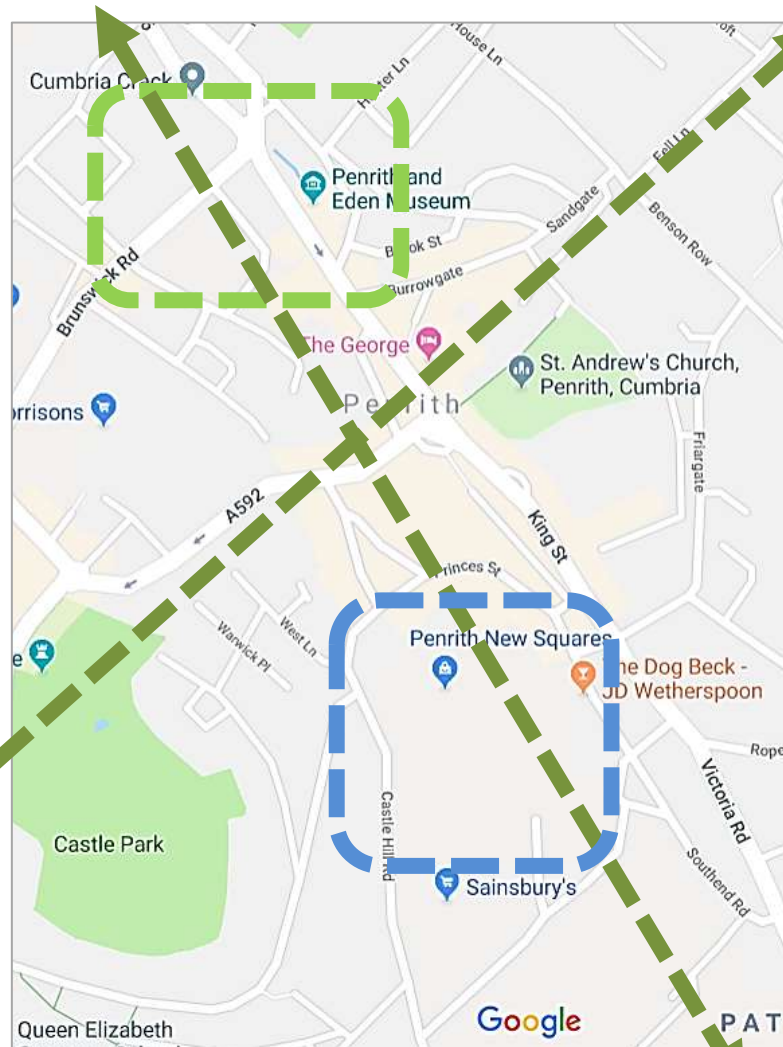 House Ln
Cumbria Crack
Hunter Ln
Fell Ln
Penrith and
Eden Museum
Sandgate
Benson Row
Brook St
Burrowgate
Brunswick Rd
The George
St. Andrew's Church,
Penrith, Cumbria
Penrith
orrisons
Friargate
A592
King St
Princes St
West Ln
Warwick Pl
Penrith New Squares
e
The Dog Beck -
JD Wetherspoon
Rope
Victoria Rd
Castle Hill Rd
Castle Park
Southend Rd
Sainsbury's
Google
PAT
Queen Elizabeth